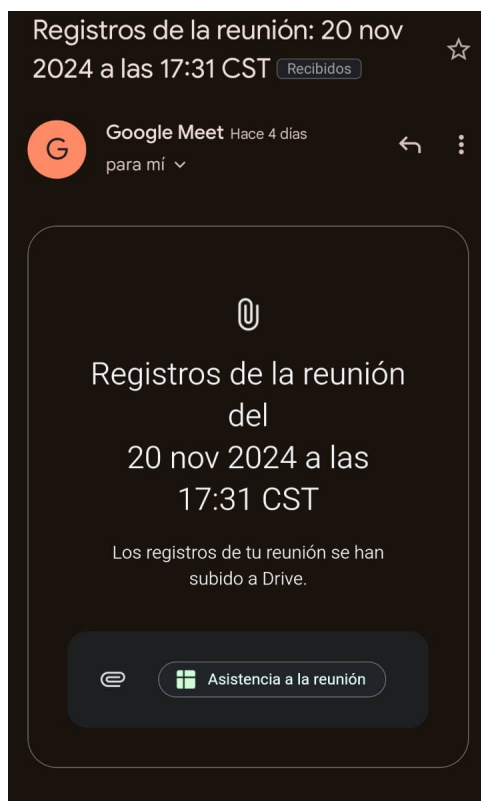 Registros de la reunión: 20 nov
2024 a las 17:31 CST Recibidos
G
Google Meet Hace 4 días
para mí
Registros de la reunión
del
20 nov 2024 a las
17:31 CST
Los registros de tu reunión se han
subido a Drive.
Asistencia a la reunión